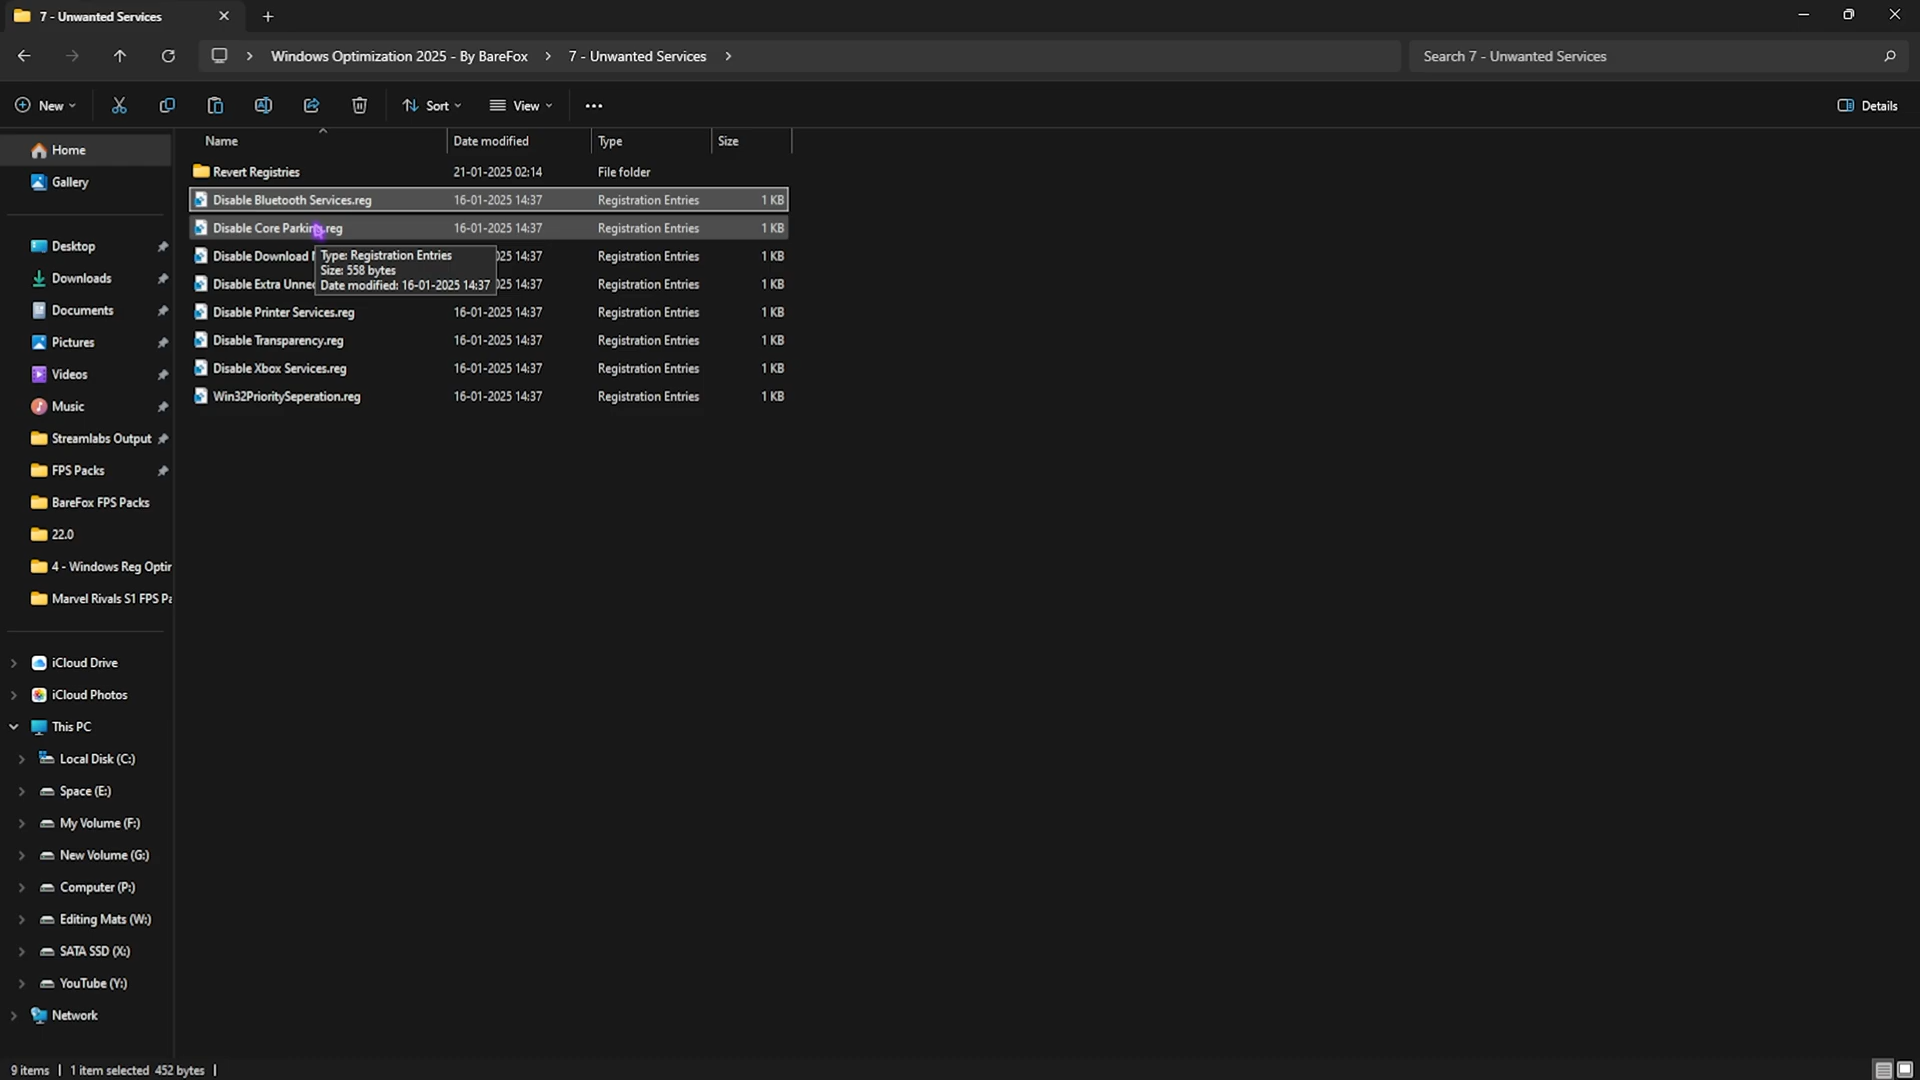 7 - Unwanted Services
Windows Optimization 2025 - By BareFox > 7 - Unwanted Services >
Search 7 - Unwanted Services
New
Sort
View
Details
Name Date modified Type Size
Home
Gallery
Desktop
Downloads
Documents
Pictures
Videos
Music
Streamlabs Output
FPS Packs
BareFox FPS Packs
22.0
4 - Windows Reg Optir
Marvel Rivals S1 FPS Pa
iCloud Drive
iCloud Photos
This PC
Local Disk (C:)
Space (E:)
My Volume (F:)
New Volume (G:)
Computer (P:)
Editing Mats (W:)
SATA SSD (X:)
YouTube (Y:)
Network
Revert Registries 21-01-2025 02:14 File folder
Disable Bluetooth Services.reg 16-01-2025 14:37 Registration Entries 1 KB
Disable Core Parking.reg 16-01-2025 14:37 Registration Entries 1 KB
Disable Download 025 14:37 Registration Entries 1 KB
Disable Extra Unne 025 14:37 Registration Entries 1 KB
Type: Registration Entries
Size: 558 bytes
Date modified: 16-01-2025 14:37
Disable Printer Services.reg 16-01-2025 14:37 Registration Entries 1 KB
Disable Transparency.reg 16-01-2025 14:37 Registration Entries 1 KB
Disable Xbox Services.reg 16-01-2025 14:37 Registration Entries 1 KB
Win32PrioritySeperation.reg 16-01-2025 14:37 Registration Entries 1 KB
9 items | 1 item selected 452 bytes |